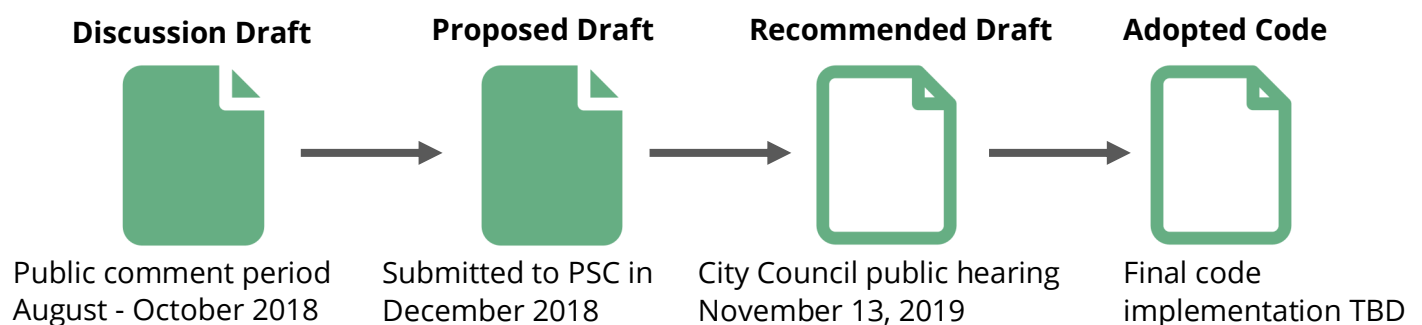 Discussion Draft
Public comment period
August - October 2018
Proposed Draft
Submitted to PSC in
December 2018
Recommended Draft
City Council public hearing
November 13, 2019
Adopted Code
Final code
implementation TBD